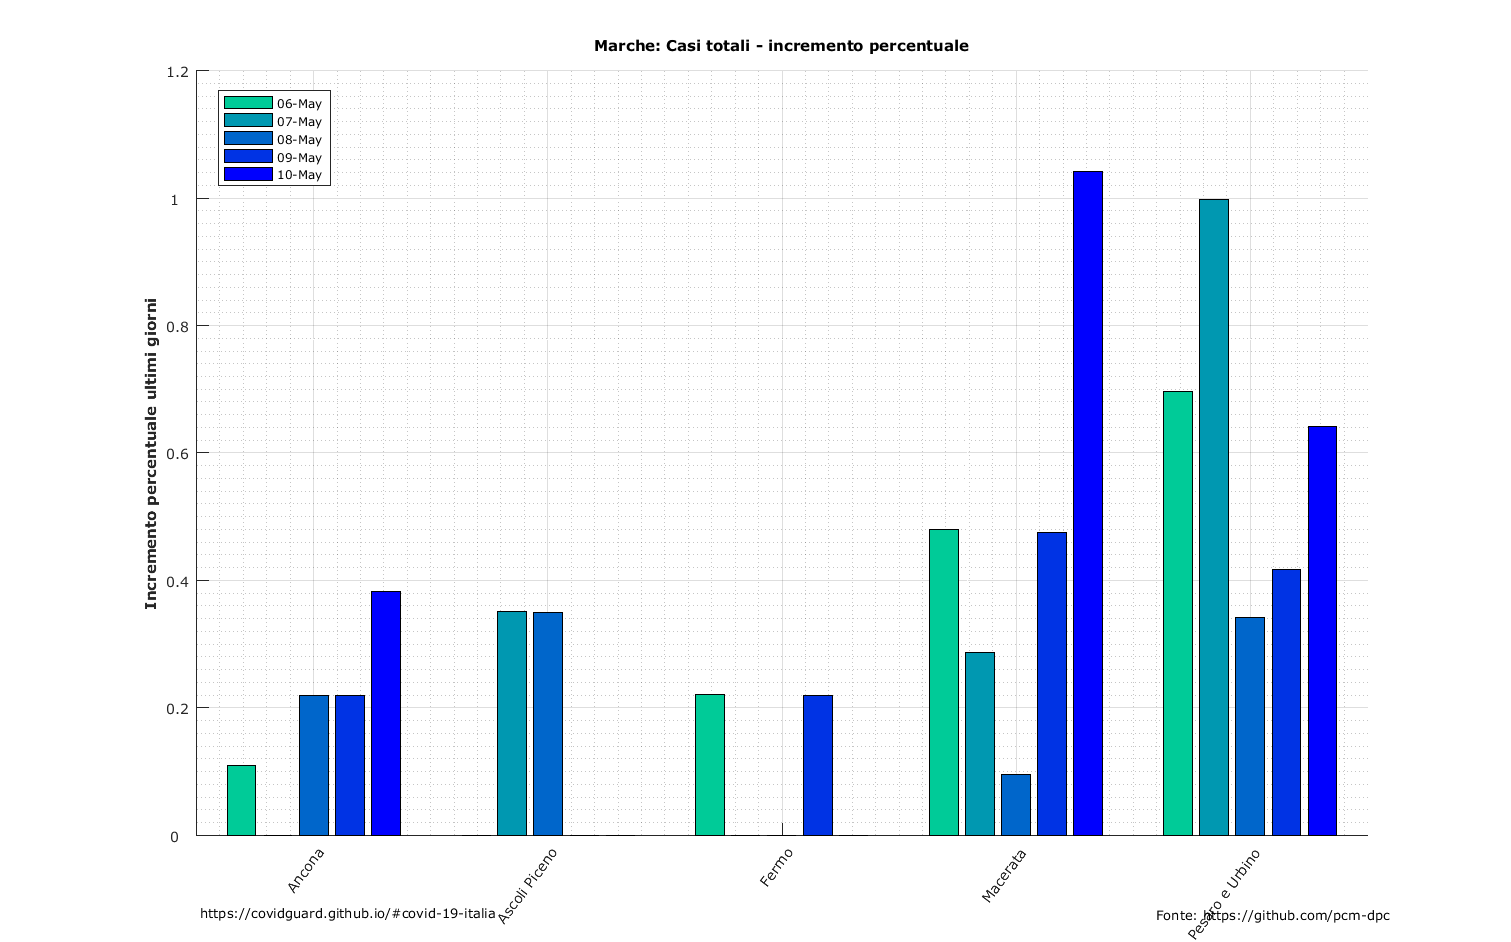 Marche: Casi totali - incremento percentuale
1.2
1
0.8
0.6
0.4
0.2
0
Incremento percentuale ultimi giorni
06-May
07-May
08-May
09-May
10-May
Ancona
Ascoli Piceno
Fermo
Macerata
Pesaro e Urbino
https://covidguard.github.io/#covid-19-italia
Fonte: https://github.com/pcm-dpc